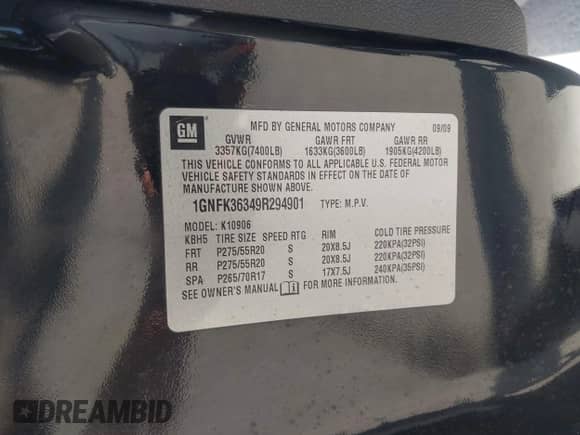 GM
MFD BY GENERAL MOTORS COMPANY 09/09
GVWR GAWR FRT GAWR RR
3357KG(7400LB) 1633KG(3600LB) 1905KG(4200LB)
THIS VEHICLE CONFORMS TO ALL APPLICABLE U.S. FEDERAL MOTOR
VEHICLE SAFETY STANDARDS IN EFFECT ON THE DATE OF
MANUFACTURE SHOWN ABOVE.
1GNFK36349R294901 TYPE: M.P.V.
MODEL: K10906
KBH5 TIRE SIZE SPEED RTG RIM COLD TIRE PRESSURE
FRT P275/55R20 S 20X8.5J 220KPA(32PSI)
RR P275/55R20 S 20X8.5J 220KPA(32PSI)
SPA P265/70R17 S 17X7.5J 240KPA(35PSI)
SEE OWNER'S MANUAL FOR MORE INFORMATION.
DREAMBID